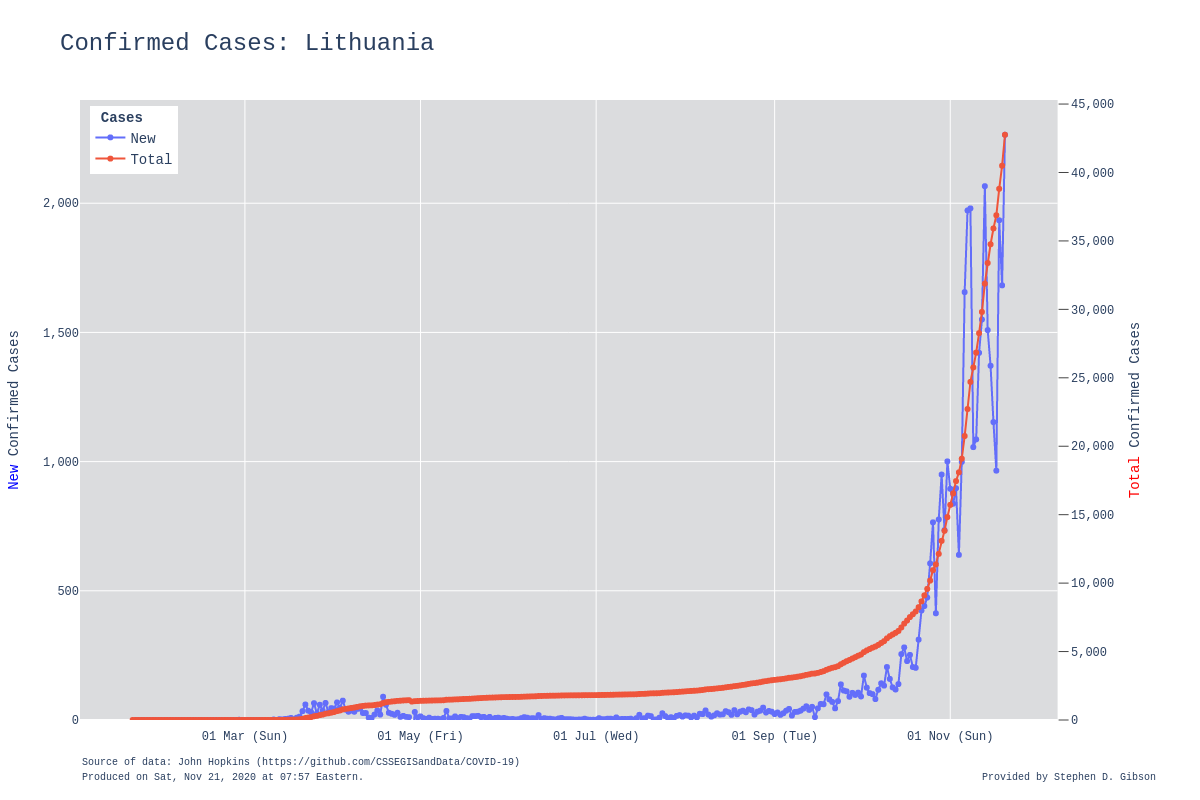 Confirmed Cases: Lithuania
Cases
New
Total
2,000
1,500
1,000
500
0
New Confirmed Cases
45,000
40,000
35,000
30,000
25,000
20,000
15,000
10,000
5,000
0
Total Confirmed Cases
01 Mar (Sun) 01 May (Fri) 01 Jul (Wed) 01 Sep (Tue) 01 Nov (Sun)
Source of data: John Hopkins (https://github.com/CSSEGISandData/COVID-19)
Produced on Sat, Nov 21, 2020 at 07:57 Eastern.
Provided by Stephen D. Gibson